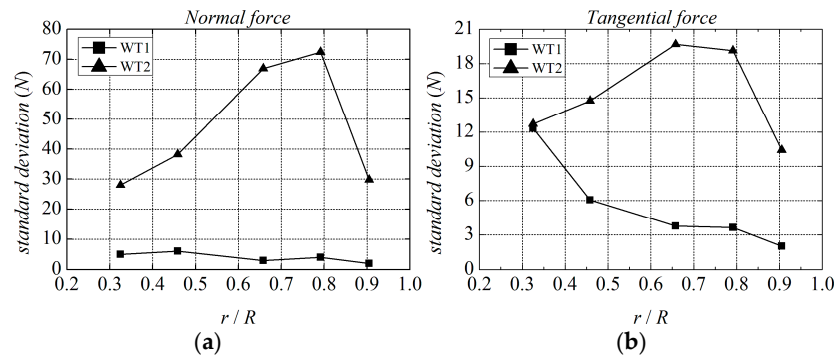 Normal force
80
70
60
50
40
30
20
10
0
standard deviation (N)
WT1
WT2
0.2 0.3 0.4 0.5 0.6 0.7 0.8 0.9 1.0
r / R
(a)
Tangential force
21
18
15
12
9
6
3
0
standard deviation (N)
WT1
WT2
0.2 0.3 0.4 0.5 0.6 0.7 0.8 0.9 1.0
r / R
(b)